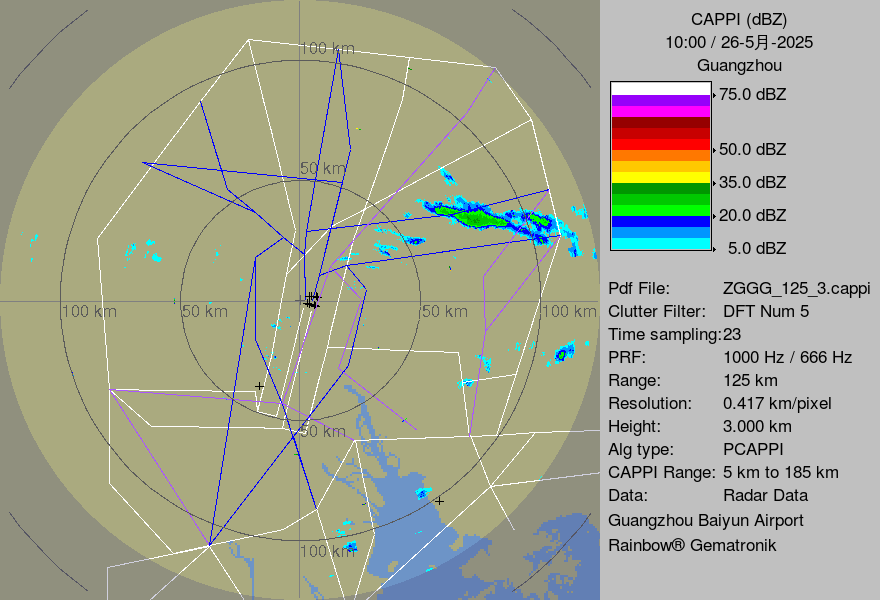 CAPPI (dBZ)
10:00 / 26-5月-2025
Guangzhou
75.0 dBZ
50.0 dBZ
35.0 dBZ
20.0 dBZ
5.0 dBZ
Pdf File: ZGGG_125_3.cappi
Clutter Filter: DFT Num 5
Time sampling:23
PRF: 1000 Hz / 666 Hz
Range: 125 km
Resolution: 0.417 km/pixel
Height: 3.000 km
Alg type: PCAPPI
CAPPI Range: 5 km to 185 km
Data: Radar Data
Guangzhou Baiyun Airport
Rainbow® Gematronik
100 km
50 km
100 km
50 km
50 km
100 km
50 km
100 km